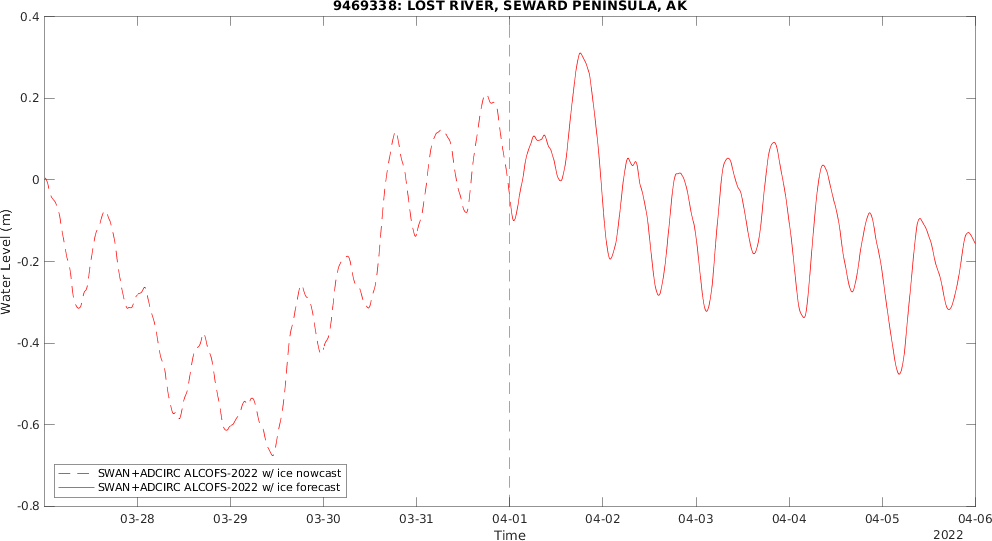 9469338: LOST RIVER, SEWARD PENINSULA, AK
0.4
0.2
0
-0.2
-0.4
-0.6
-0.8
Water Level (m)
SWAN+ADCIRC ALCOFS-2022 w/ ice nowcast
SWAN+ADCIRC ALCOFS-2022 w/ ice forecast
03-28 03-29 03-30 03-31 04-01 04-02 04-03 04-04 04-05 04-06
Time
2022